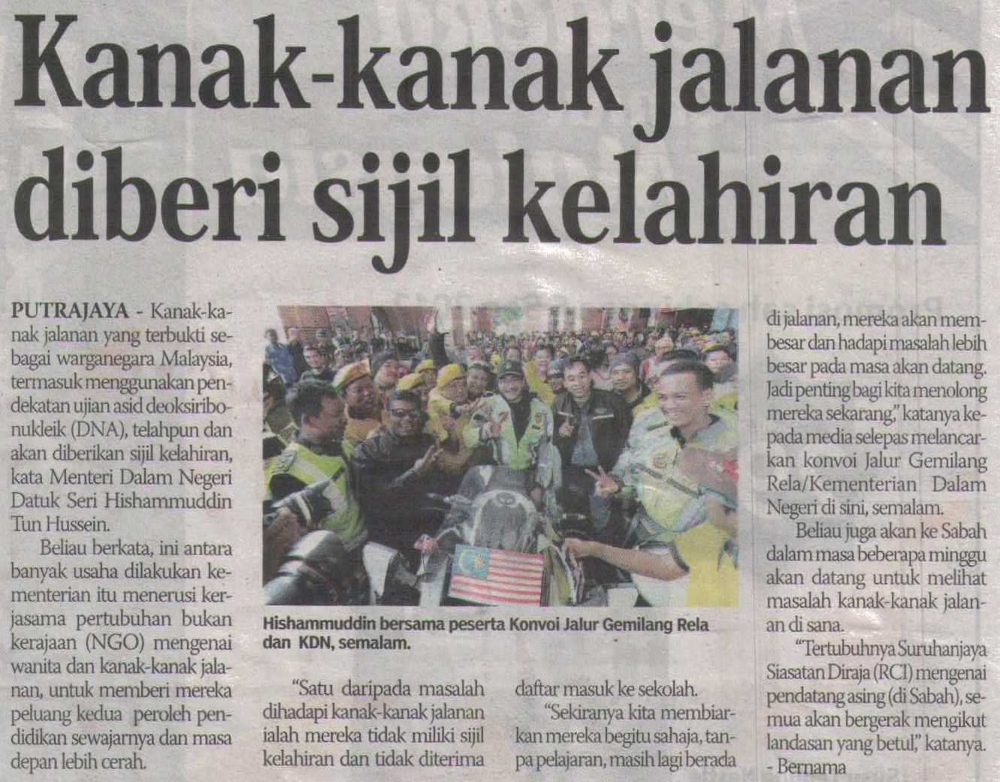 Kanak-kanak jalanan
diberi sijil kelahiran
PUTRAJAYA - Kanak-ka-
nak jalanan yang terbukti se-
bagai warganegara Malaysia,
termasuk menggunakan pen-
dekatan ujian asid deoksiribo-
nukleik (DNA), telahpun dan
akan diberikan sijil kelahiran,
kata Menteri Dalam Negeri
Datuk Seri Hishammuddin
Tun Hussein.
Beliau berkata, ini antara
banyak usaha dilakukan ke-
menterian itu menerusi ker-
jasama pertubuhan bukan
kerajaan (NGO) mengenai
wanita dan kanak-kanak jala-
nan, untuk memberi mereka
peluang kedua peroleh pen-
didikan sewajarnya dan masa
depan lebih cerah.
Hishammuddin bersama peserta Konvoi Jalur Gemilang Rela
dan KDN, semalam.
“Satu daripada masalah
dihadapi kanak-kanak jalanan
ialah mereka tidak miliki sijil
kelahiran dan tidak diterima
daftar masuk ke sekolah.
“Sekiranya kita membiar-
kan mereka begitu sahaja, tan-
pa pelajaran, masih lagi berada
di jalanan, mereka akan mem-
besar dan hadapi masalah lebih
besar pada masa akan datang.
Jadi penting bagi kita menolong
mereka sekarang,” katanya ke-
pada media selepas melancar-
kan konvoi Jalur Gemilang
Rela/Kementerian Dalam
Negeri di sini, semalam.
Beliau juga akan ke Sabah
dalam masa beberapa minggu
akan datang untuk melihat
masalah kanak-kanak jalan-
an di sana.
“Tertubuhnya Suruhanjaya
Siasatan Diraja (RCI) mengenai
pendatang asing (di Sabah), se-
mua akan bergerak mengikut
landasan yang betul,” katanya.
- Bernama